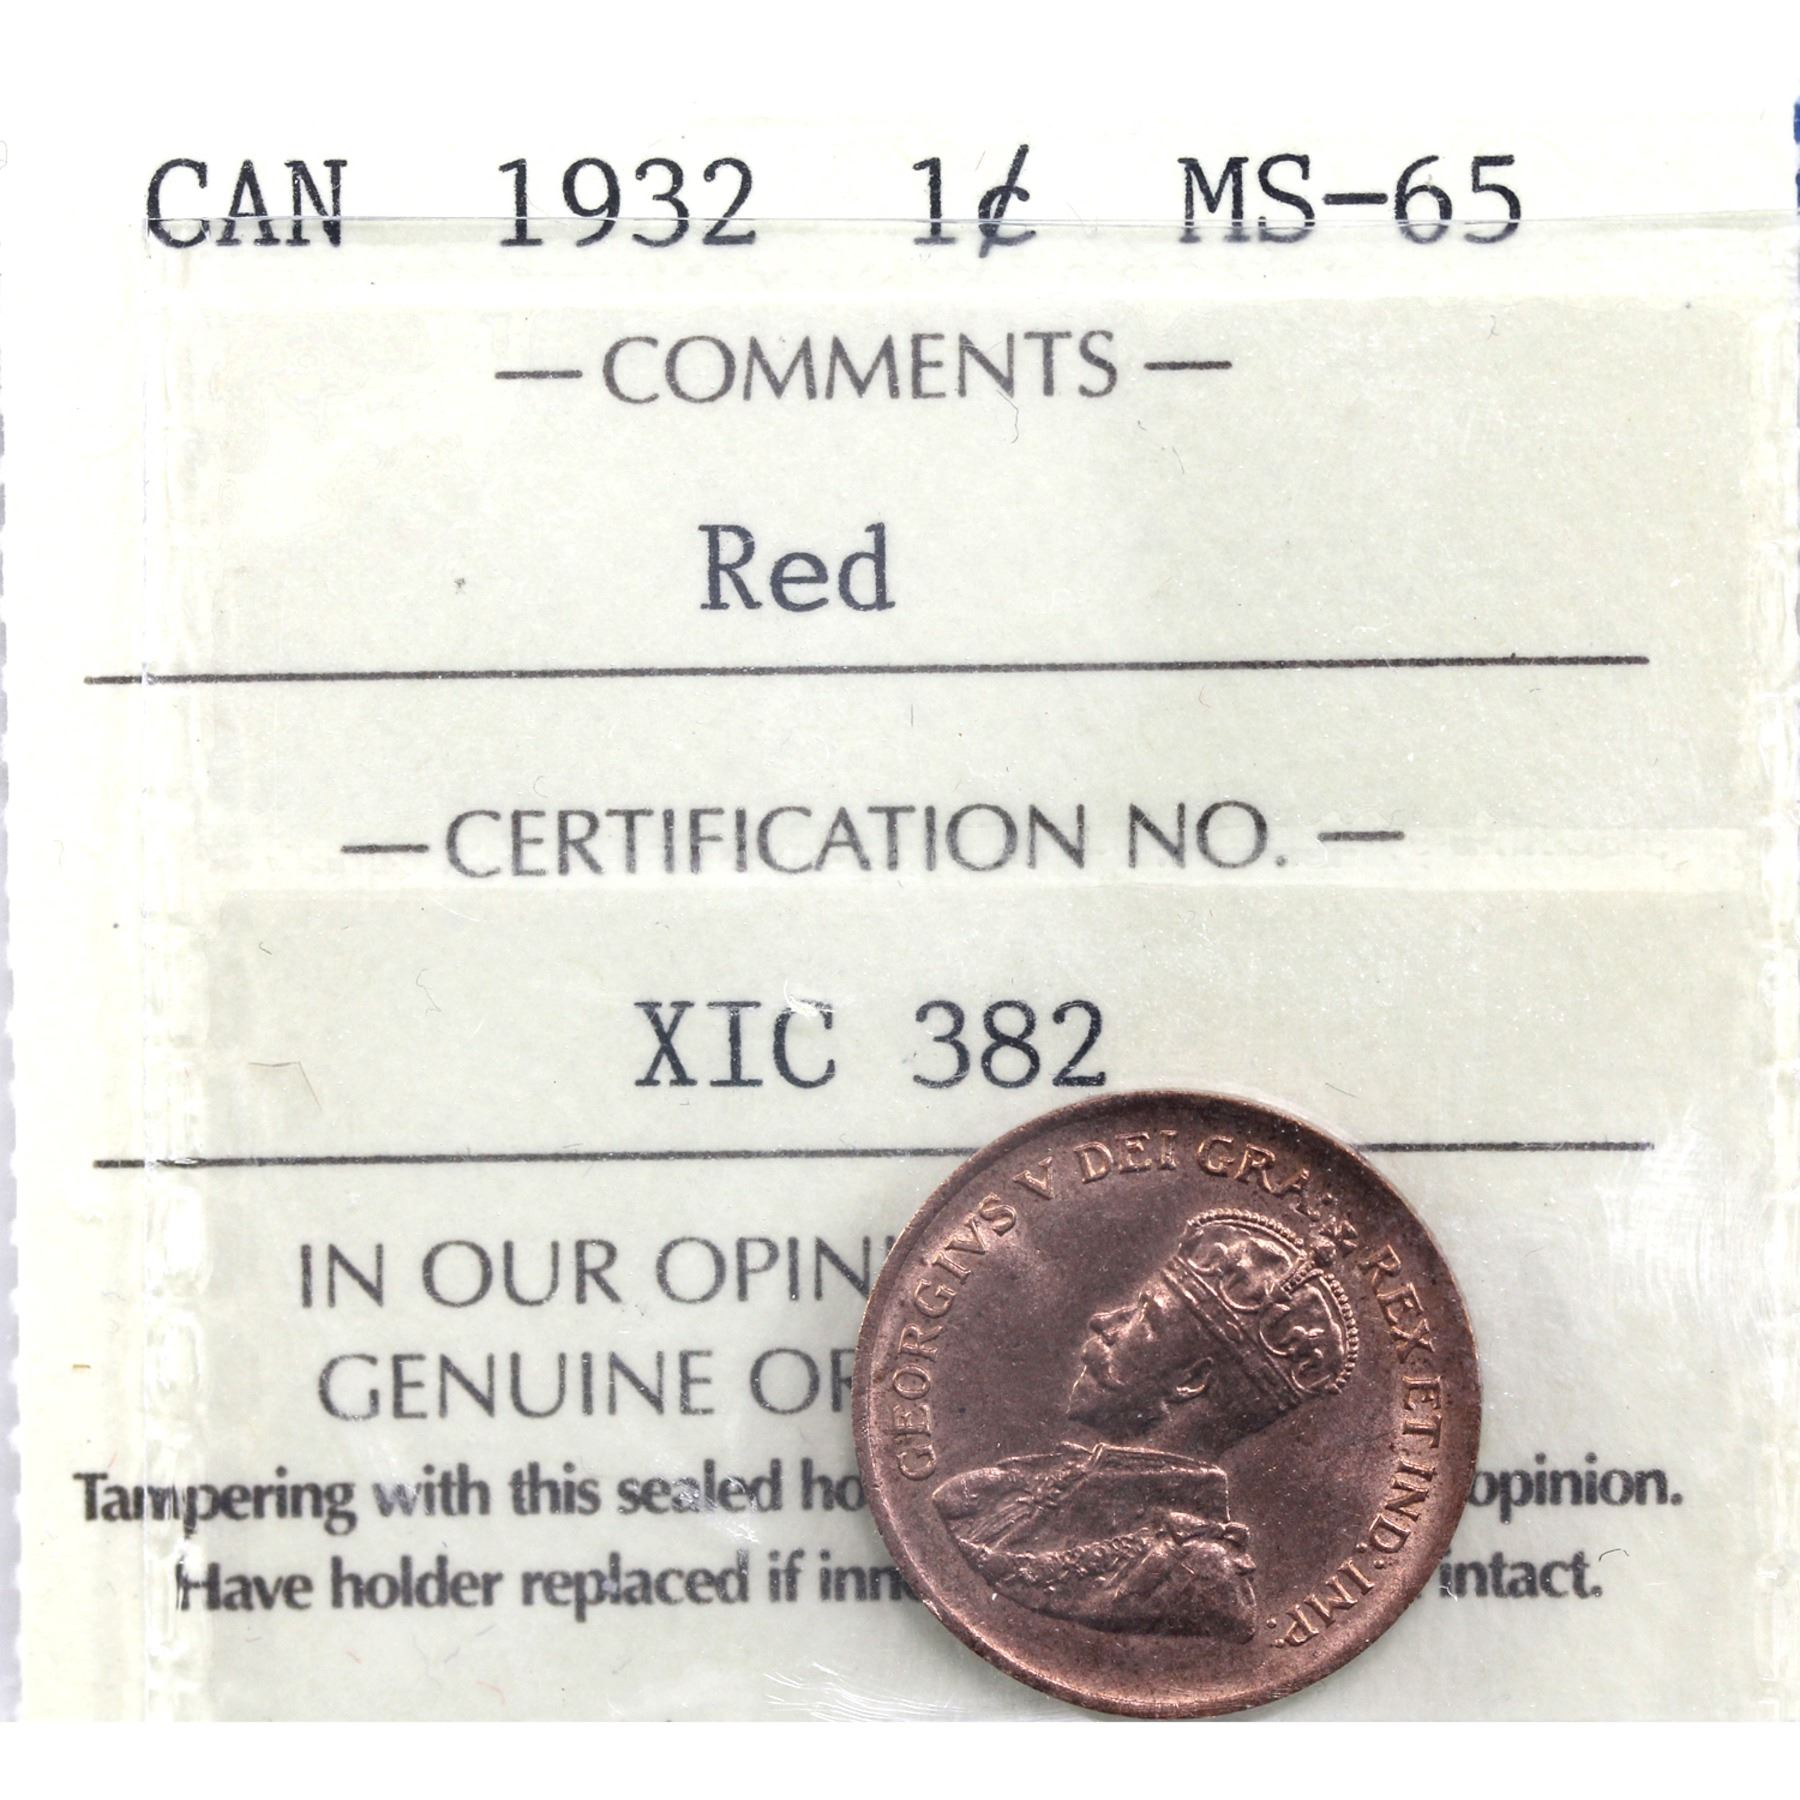 CAN 1932 1¢ MS-65
—COMMENTS—
Red
—CERTIFICATION NO.—
XIC 382
IN OUR OPIN
GENUINE OR
Tampering with this sealed ho opinion.
Have holder replaced if inn intact.
GEORGIVS V DEI GRA: REX ET IND: IMP.